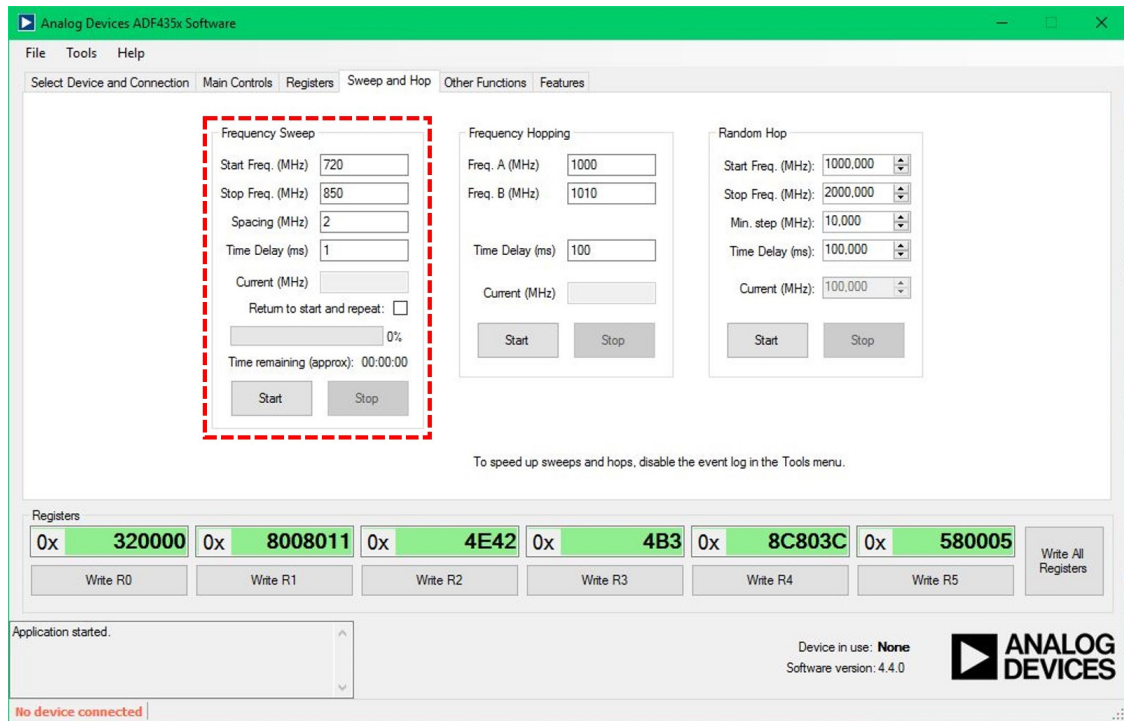 Analog Devices ADF435x Software
File Tools Help
Select Device and Connection Main Controls Registers Sweep and Hop Other Functions Features
Frequency Sweep
Start Freq. (MHz) 720
Stop Freq. (MHz) 850
Spacing (MHz) 2
Time Delay (ms) 1
Current (MHz)
Return to start and repeat:
0%
Time remaining (approx): 00:00:00
Start Stop
Frequency Hopping
Freq. A (MHz) 1000
Freq. B (MHz) 1010
Time Delay (ms) 100
Current (MHz)
Start Stop
Random Hop
Start Freq. (MHz): 1000,000
Stop Freq. (MHz): 2000,000
Min. step (MHz): 10,000
Time Delay (ms): 100,000
Current (MHz): 100,000
Start Stop
To speed up sweeps and hops, disable the event log in the Tools menu.
Registers
0x 320000 0x 8008011 0x 4E42 0x 4B3 0x 8C803C 0x 580005
Write R0 Write R1 Write R2 Write R3 Write R4 Write R5
Write All
Registers
Application started.
Device in use: None
Software version: 4.4.0
ANALOG
DEVICES
No device connected